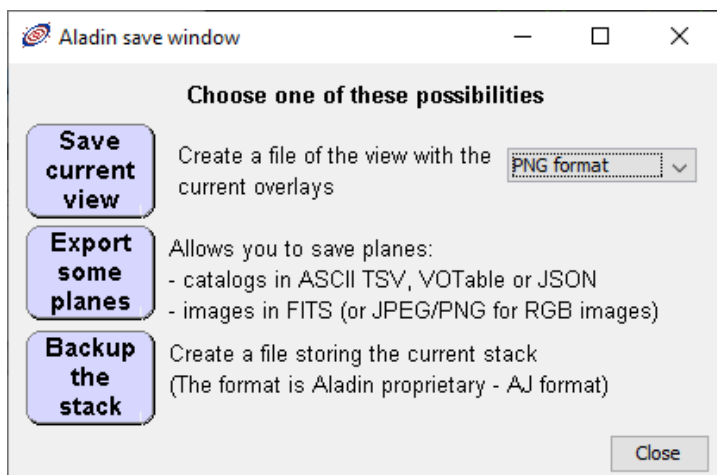 Aladin save window
Choose one of these possibilities
Save
current
view
Create a file of the view with the
current overlays
PNG format
Export
some
planes
Allows you to save planes:
- catalogs in ASCII TSV, VOTable or JSON
- images in FITS (or JPEG/PNG for RGB images)
Backup
the
stack
Create a file storing the current stack
(The format is Aladin proprietary - AJ format)
Close